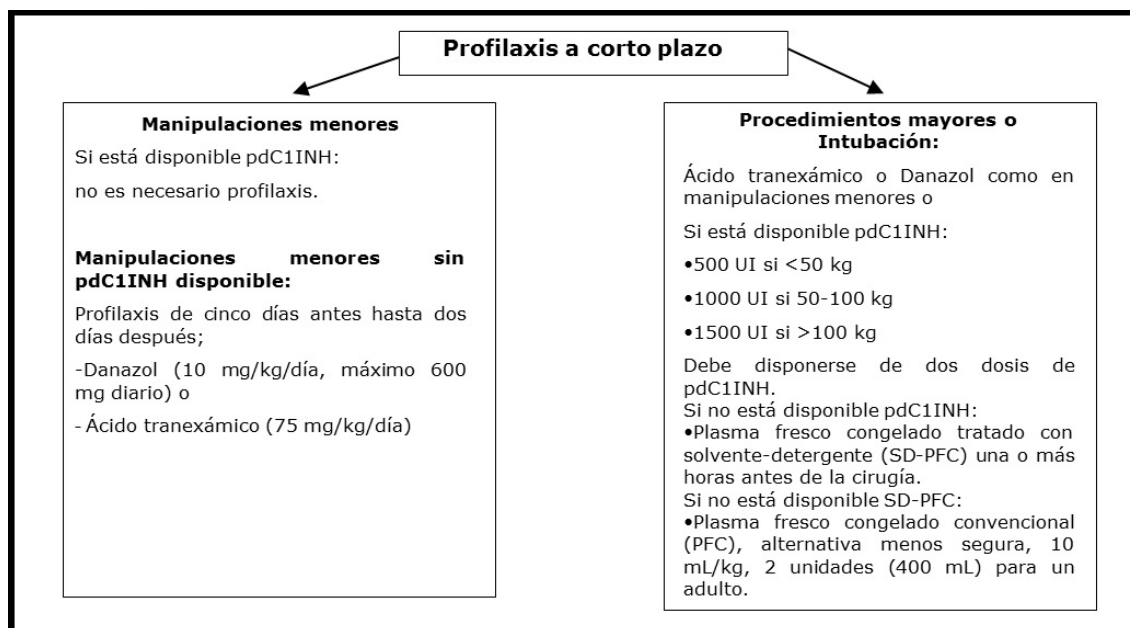 Profilaxis a corto plazo
Manipulaciones menores
Si está disponible pdC1INH:
no es necesario profilaxis.
Manipulaciones menores sin
pdC1INH disponible:
Profilaxis de cinco días antes hasta dos
días después;
-Danazol (10 mg/kg/día, máximo 600
mg diario) o
- Ácido tranexámico (75 mg/kg/día)
Procedimientos mayores o
Intubación:
Ácido tranexámico o Danazol como en
manipulaciones menores o
Si está disponible pdC1INH:
•500 UI si <50 kg
•1000 UI si 50-100 kg
•1500 UI si >100 kg
Debe disponerse de dos dosis de
pdC1INH.
Si no está disponible pdC1INH:
•Plasma fresco congelado tratado con
solvente-detergente (SD-PFC) una o más
horas antes de la cirugía.
Si no está disponible SD-PFC:
•Plasma fresco congelado convencional
(PFC), alternativa menos segura, 10
mL/kg, 2 unidades (400 mL) para un
adulto.